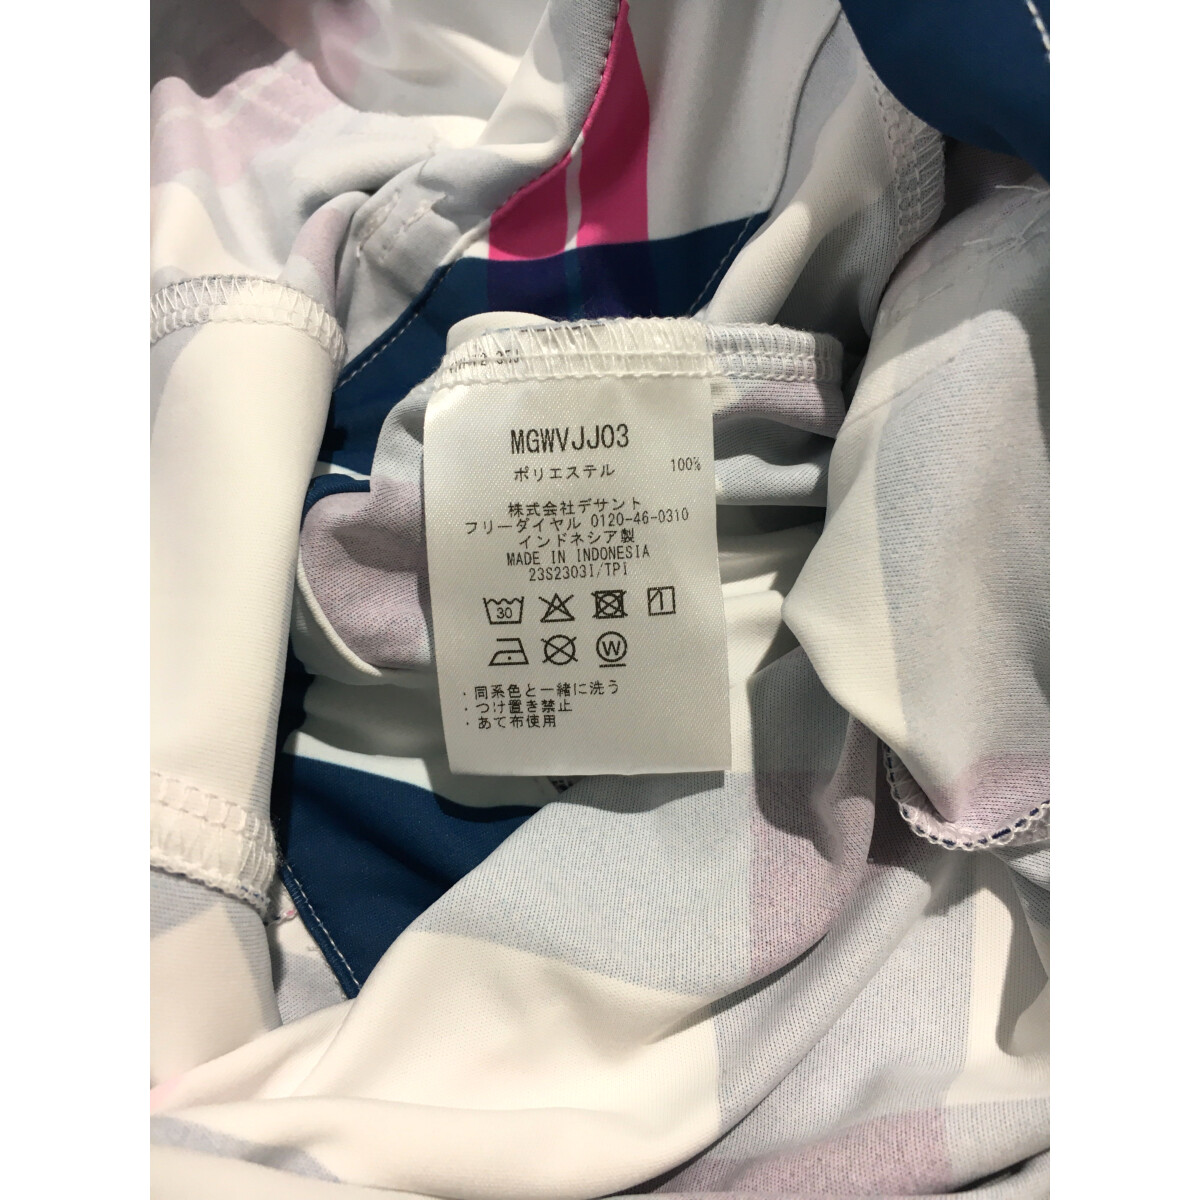 MGWVJJ03
ポリエステル 100%
株式会社デサント
フリーダイヤル 0120-46-0310
インドネシア製
MADE IN INDONESIA
23S2303I/TPI
30
W
・同系色と一緒に洗う
・つけ置き禁止
・あて布使用